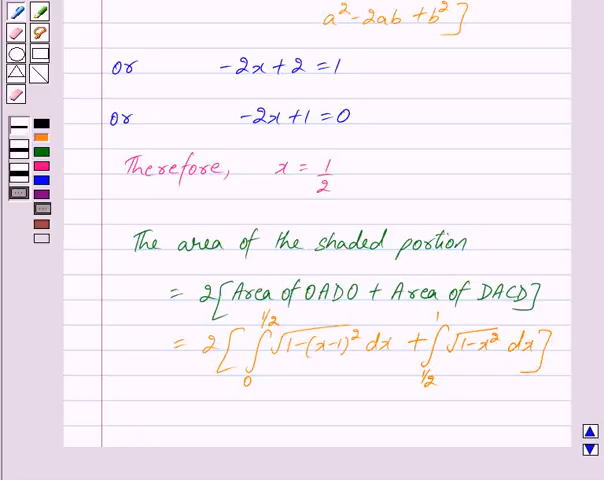 a² - 2ab + b²]
or -2x + 2 = 1
or -2x + 1 = 0
Therefore, x = 1/2
The area of the shaded portion
= 2[Area of OADO + Area of DACD]
= 2[∫₀^(1/2) √(1-(x-1)²) dx + ∫_(1/2)^1 √(1-x²) dx]